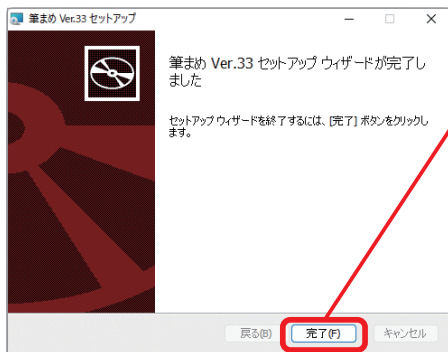 筆まめ Ver.33 セットアップ
筆まめ Ver.33 セットアップ ウィザードが完了し
ました
セットアップ ウィザードを終了するには、[完了] ボタンをクリックし
ます。
戻る(B) 完了(F) キャンセル